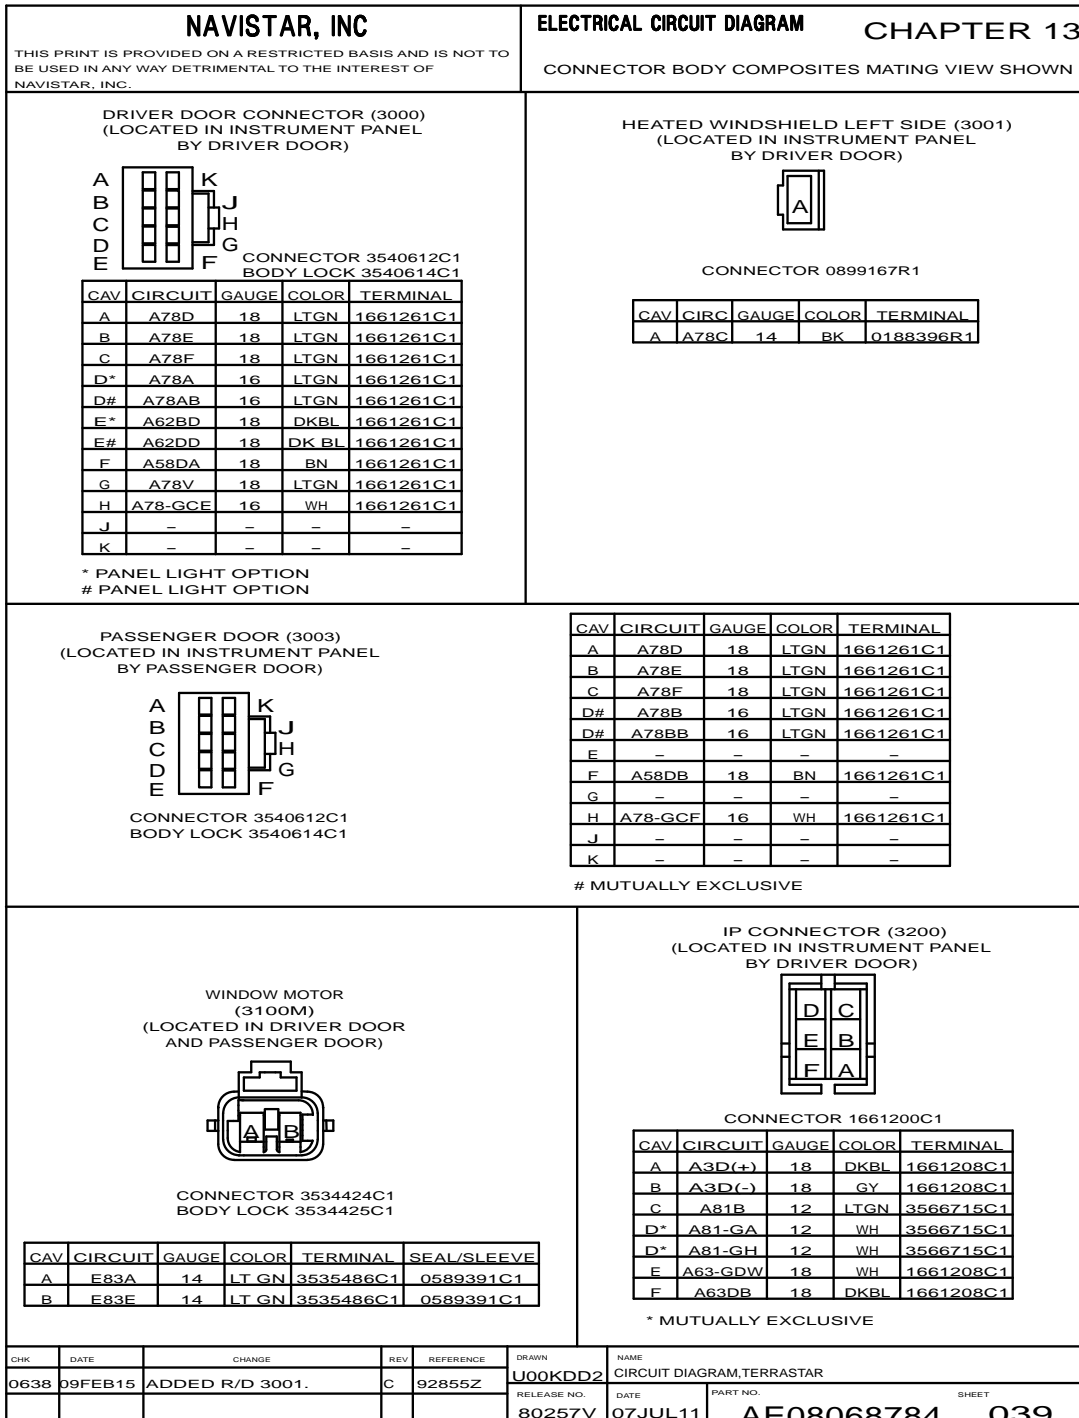 NAVISTAR, INC
THIS PRINT IS PROVIDED ON A RESTRICTED BASIS AND IS NOT TO
BE USED IN ANY WAY DETRIMENTAL TO THE INTEREST OF
NAVISTAR, INC.
ELECTRICAL CIRCUIT DIAGRAM CHAPTER 13
CONNECTOR BODY COMPOSITES MATING VIEW SHOWN
DRIVER DOOR CONNECTOR (3000)
(LOCATED IN INSTRUMENT PANEL
BY DRIVER DOOR)
A K
B J
C H
D G
E F
CONNECTOR 3540612C1
BODY LOCK 3540614C1
CAV CIRCUIT GAUGE COLOR TERMINAL
A A78D 18 LTGN 1661261C1
B A78E 18 LTGN 1661261C1
C A78F 18 LTGN 1661261C1
D* A78A 16 LTGN 1661261C1
D# A78AB 16 LTGN 1661261C1
E* A62BD 18 DKBL 1661261C1
E# A62DD 18 DK BL 1661261C1
F A58DA 18 BN 1661261C1
G A78V 18 LTGN 1661261C1
H A78-GCE 16 WH 1661261C1
J – – – –
K – – – –
* PANEL LIGHT OPTION
# PANEL LIGHT OPTION
HEATED WINDSHIELD LEFT SIDE (3001)
(LOCATED IN INSTRUMENT PANEL
BY DRIVER DOOR)
A
CONNECTOR 0899167R1
CAV CIRC GAUGE COLOR TERMINAL
A A78C 14 BK 0188396R1
PASSENGER DOOR (3003)
(LOCATED IN INSTRUMENT PANEL
BY PASSENGER DOOR)
A K
B J
C H
D G
E F
CONNECTOR 3540612C1
BODY LOCK 3540614C1
CAV CIRCUIT GAUGE COLOR TERMINAL
A A78D 18 LTGN 1661261C1
B A78E 18 LTGN 1661261C1
C A78F 18 LTGN 1661261C1
D# A78B 16 LTGN 1661261C1
D# A78BB 16 LTGN 1661261C1
E – – – –
F A58DB 18 BN 1661261C1
G – – – –
H A78-GCF 16 WH 1661261C1
J – – – –
K – – – –
# MUTUALLY EXCLUSIVE
WINDOW MOTOR
(3100M)
(LOCATED IN DRIVER DOOR
AND PASSENGER DOOR)
A B
CONNECTOR 3534424C1
BODY LOCK 3534425C1
CAV CIRCUIT GAUGE COLOR TERMINAL SEAL/SLEEVE
A E83A 14 LT GN 3535486C1 0589391C1
B E83E 14 LT GN 3535486C1 0589391C1
IP CONNECTOR (3200)
(LOCATED IN INSTRUMENT PANEL
BY DRIVER DOOR)
D C
E B
F A
CONNECTOR 1661200C1
CAV CIRCUIT GAUGE COLOR TERMINAL
A A3D(+) 18 DKBL 1661208C1
B A3D(-) 18 GY 1661208C1
C A81B 12 LTGN 3566715C1
D* A81-GA 12 WH 3566715C1
D* A81-GH 12 WH 3566715C1
E A63-GDW 18 WH 1661208C1
F A63DB 18 DKBL 1661208C1
* MUTUALLY EXCLUSIVE
CHK DATE CHANGE REV REFERENCE DRAWN NAME
0638 09FEB15 ADDED R/D 3001. C 92855Z U00KDD2 CIRCUIT DIAGRAM,TERRASTAR
RELEASE NO. DATE PART NO. SHEET
80257V 07JUL11 AE08068784 039